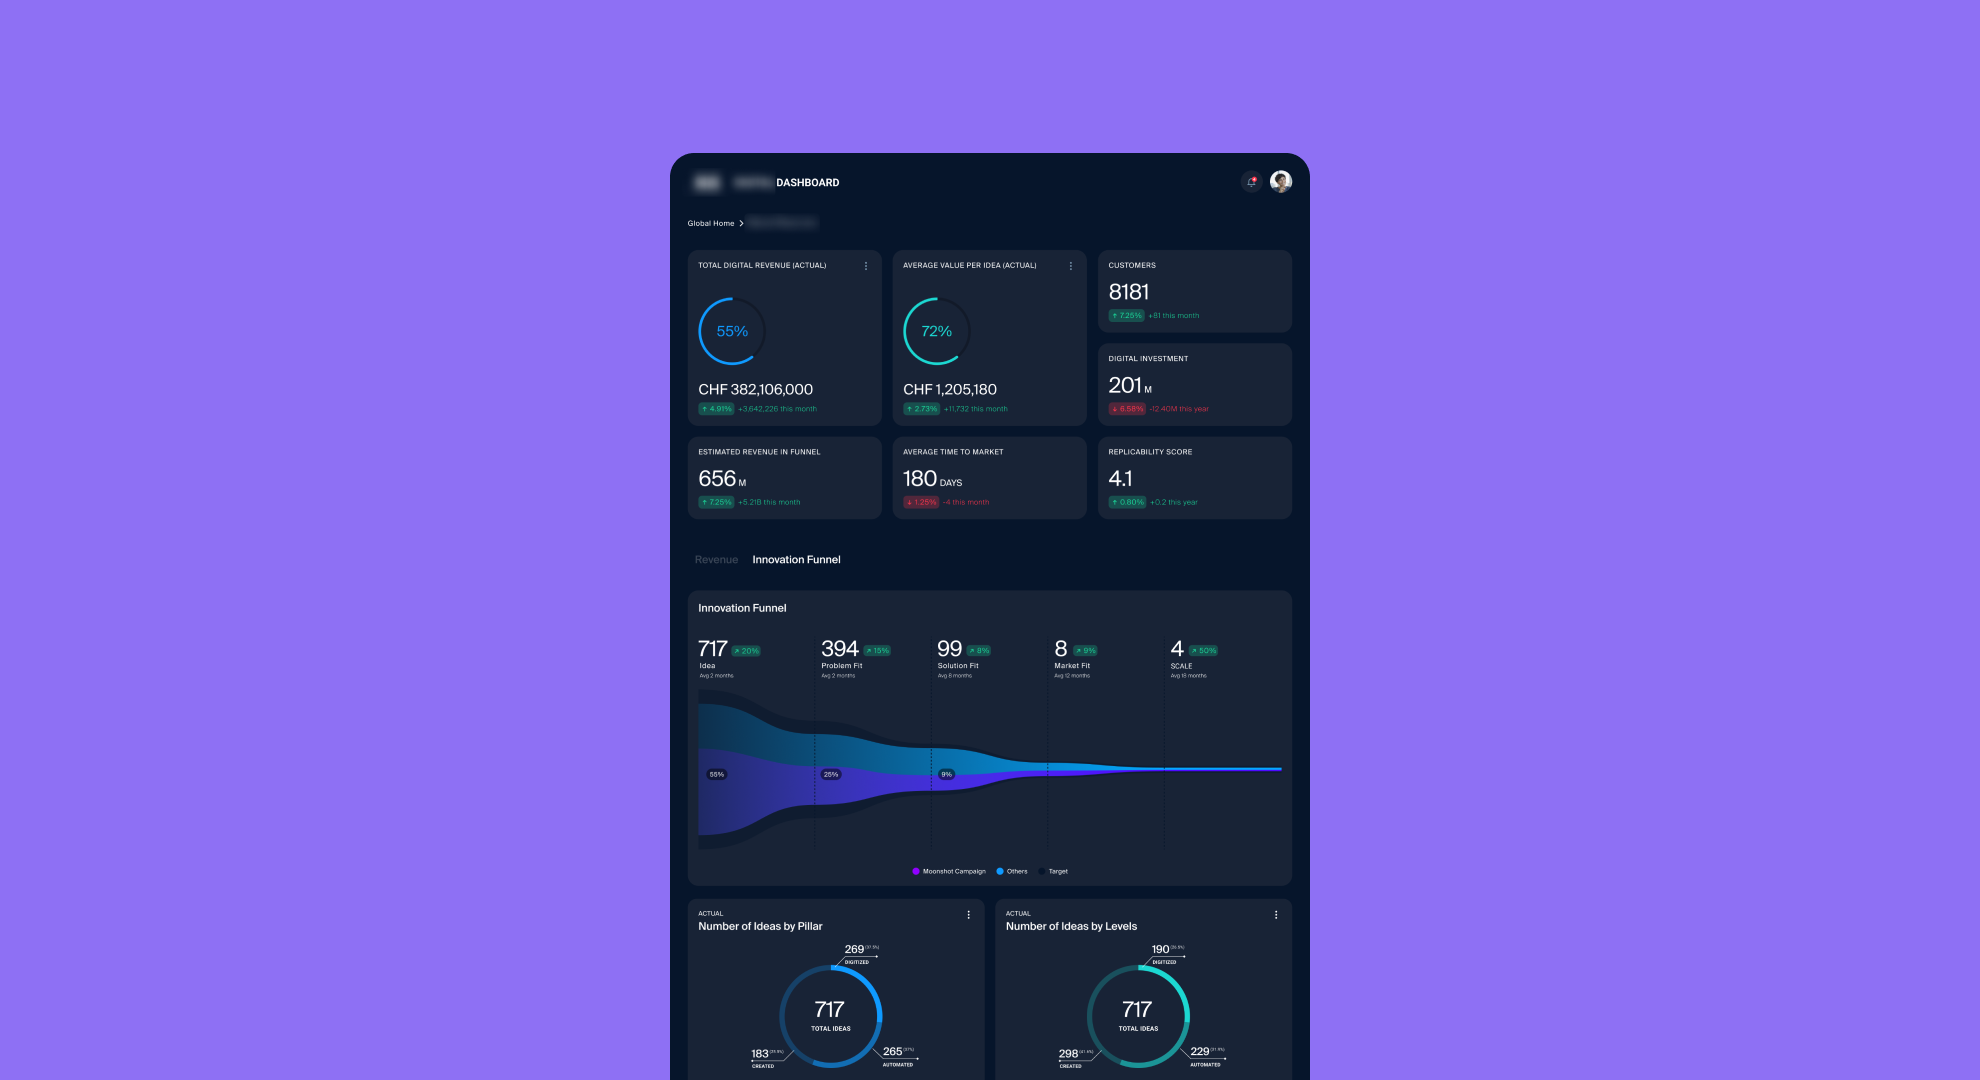 DASHBOARD
Global Home
TOTAL DIGITAL REVENUE (ACTUAL)
55%
CHF 382,106,000
↑ 4.91% +3,642,226 this month
AVERAGE VALUE PER IDEA (ACTUAL)
72%
CHF 1,205,180
↑ 2.73% +11,732 this month
CUSTOMERS
8181
↑ 7.25% +81 this month
DIGITAL INVESTMENT
201 M
↓ 6.58% -12.40M this year
ESTIMATED REVENUE IN FUNNEL
656 M
↑ 7.25% +5.21B this month
AVERAGE TIME TO MARKET
180 DAYS
↓ 1.25% -4 this month
REPLICABILITY SCORE
4.1
↑ 0.80% +0.2 this year
Revenue Innovation Funnel
Innovation Funnel
717 ↗ 20%
Idea
Avg 2 months
394 ↗ 15%
Problem Fit
Avg 2 months
99 ↗ 8%
Solution Fit
Avg 6 months
8 ↗ 9%
Market Fit
Avg 12 months
4 ↗ 50%
SCALE
Avg 18 months
55%
25%
9%
Moonshot Campaign Others Target
ACTUAL
Number of Ideas by Pillar
269
DIGITIZED
717
TOTAL IDEAS
183
CREATED
265
AUTOMATED
ACTUAL
Number of Ideas by Levels
190
DIGITIZED
717
TOTAL IDEAS
298
CREATED
229
AUTOMATED